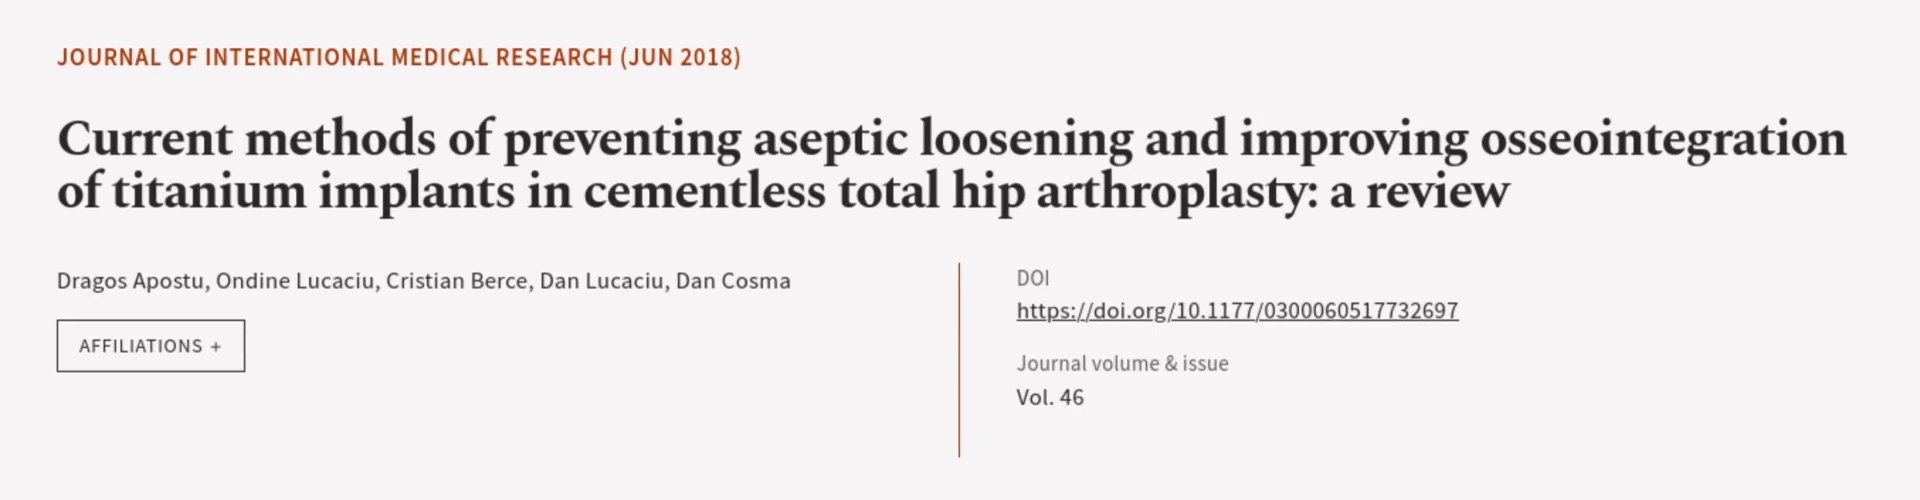 JOURNAL OF INTERNATIONAL MEDICAL RESEARCH (JUN 2018)
Current methods of preventing aseptic loosening and improving osseointegration
of titanium implants in cementless total hip arthroplasty: a review
Dragos Apostu, Ondine Lucaciu, Cristian Berce, Dan Lucaciu, Dan Cosma
AFFILIATIONS +
DOI
https://doi.org/10.1177/0300060517732697
Journal volume & issue
Vol. 46